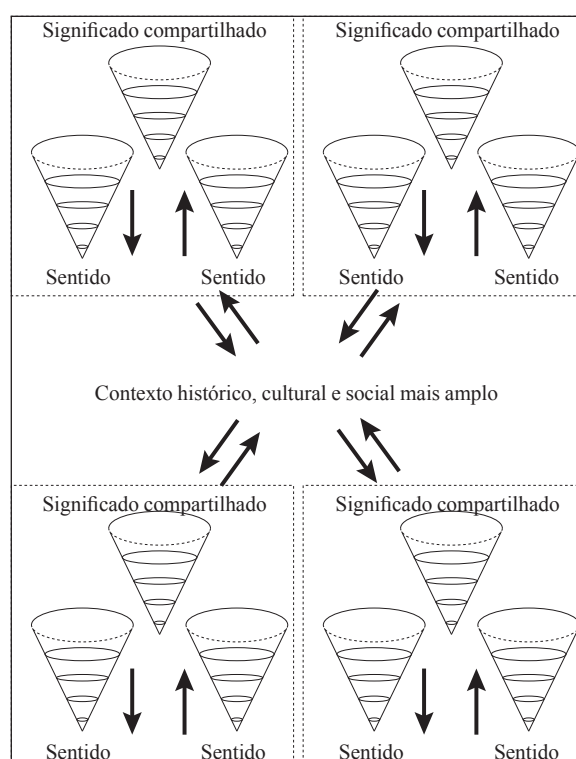 Significado compartilhado
Significado compartilhado
Sentido
Sentido
Sentido
Sentido
Contexto histórico, cultural e social mais amplo
Significado compartilhado
Significado compartilhado
Sentido
Sentido
Sentido
Sentido